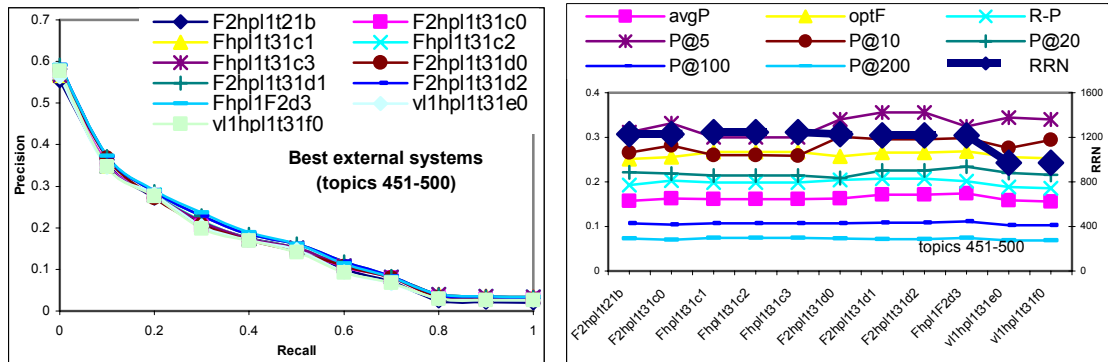 0.7
0.6
0.5
0.4
0.3
0.2
0.1
0
Precision
F2hpl1t21b
F2hpl1t31c0
Fhpl1t31c1
Fhpl1t31c2
Fhpl1t31c3
F2hpl1t31d0
F2hpl1t31d1
F2hpl1t31d2
Fhpl1F2d3
vl1hpl1t31e0
vl1hpl1t31f0
Best external systems
(topics 451-500)
0
0.2
0.4
0.6
0.8
1
Recall
avgP
optF
R-P
P@5
P@10
P@20
P@100
P@200
RRN
0.4
0.3
0.2
0.1
0
1600
1200
800
400
0
RRN
topics 451-500
F2hpl1t21b
F2hpl1t31c0
Fhpl1t31c1
Fhpl1t31c2
Fhpl1t31c3
F2hpl1t31d0
F2hpl1t31d1
F2hpl1t31d2
Fhpl1F2d3
vl1hpl1t31e0
vl1hpl1t31f0